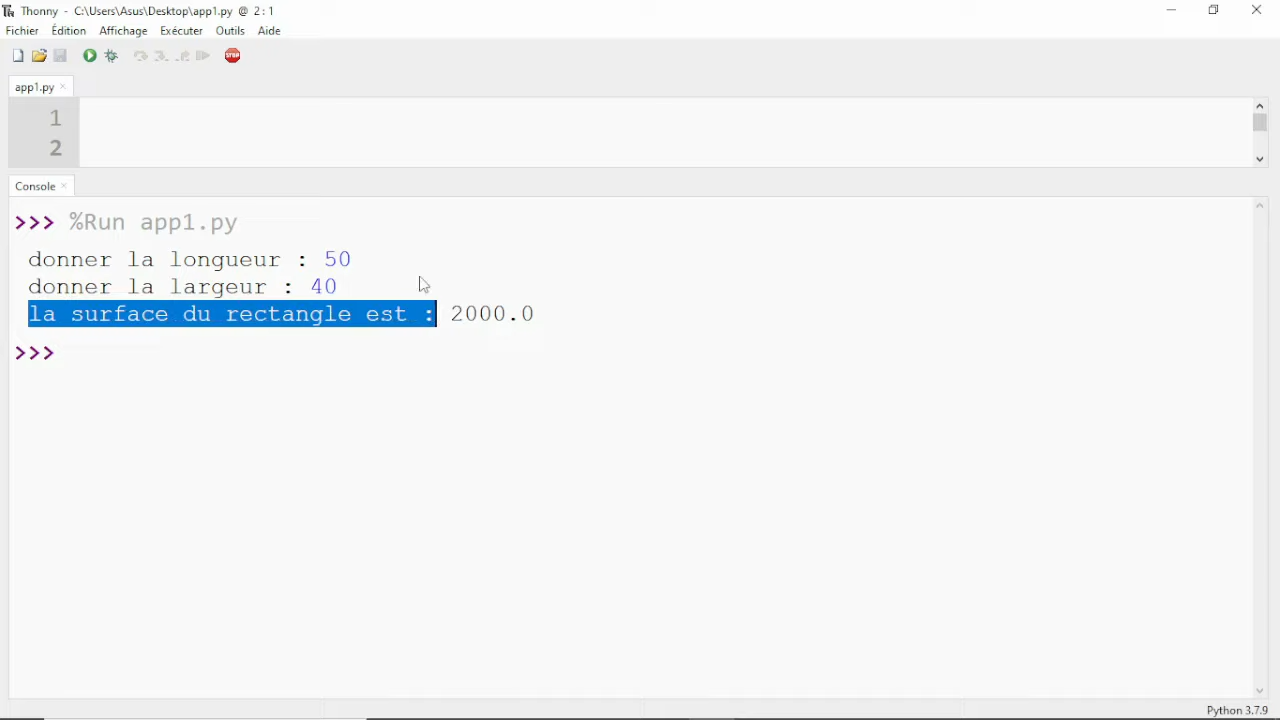 Thonny - C:\Users\Asus\Desktop\app1.py @ 2:1
Fichier Édition Affichage Exécuter Outils Aide
STOP
app1.py ×
1
2
Console ×
>>> %Run app1.py
donner la longueur : 50
donner la largeur : 40
la surface du rectangle est : 2000.0
>>>
Python 3.7.9